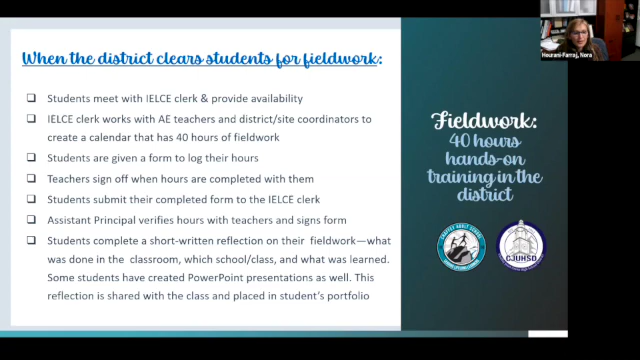 When the district clears students for fieldwork:
Students meet with IELCE clerk & provide availability
IELCE clerk works with AE teachers and district/site coordinators to
create a calendar that has 40 hours of fieldwork
Students are given a form to log their hours
Teachers sign off when hours are completed with them
Students submit their completed form to the IELCE clerk
Assistant Principal verifies hours with teachers and signs form
Students complete a short-written reflection on their fieldwork—what
was done in the classroom, which school/class, and what was learned.
Some students have created PowerPoint presentations as well. This
reflection is shared with the class and placed in student's portfolio
Fieldwork:
40 hours
hands-on
training in the
district
CHAFFEY ADULT SCHOOL
CJUHSD
Hourani-Farraj, Nora